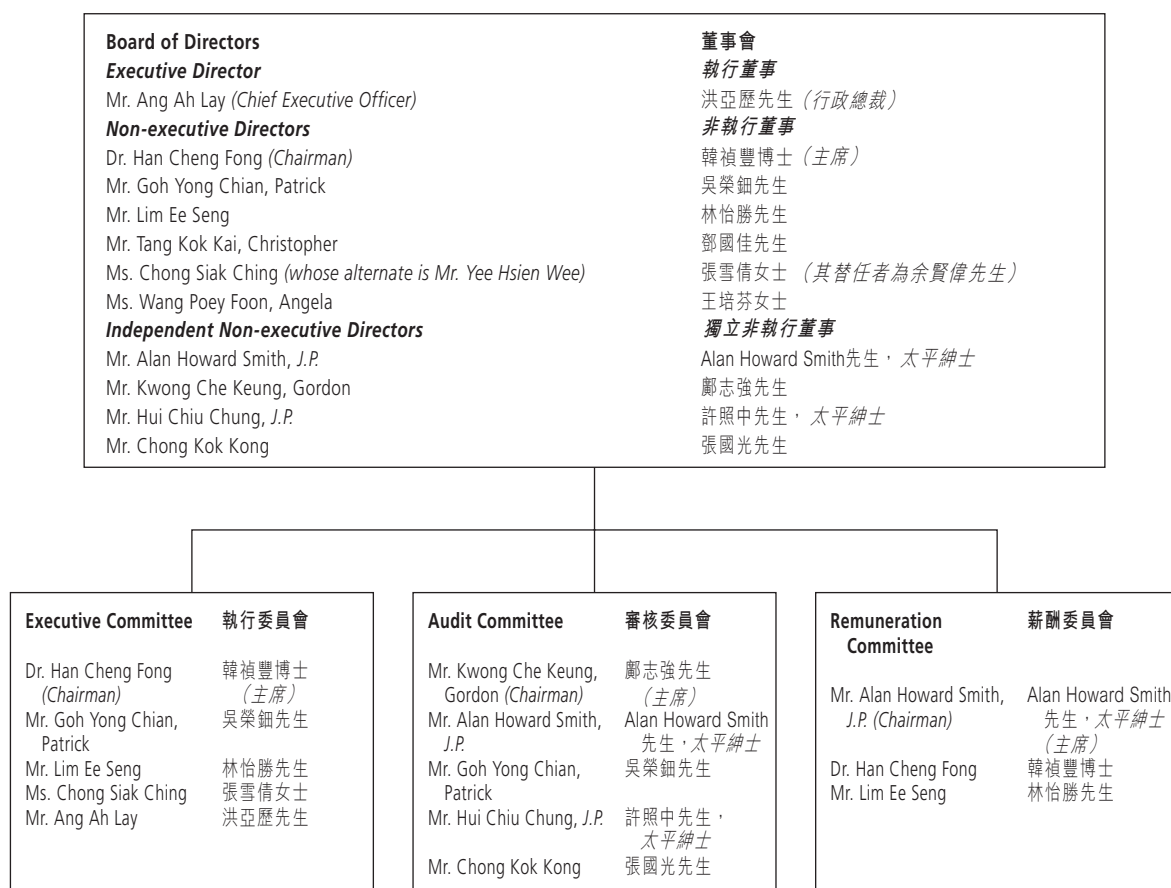 Board of Directors 董事會
Executive Director 執行董事
Mr. Ang Ah Lay (Chief Executive Officer) 洪亞歷先生（行政總裁）
Non-executive Directors 非執行董事
Dr. Han Cheng Fong (Chairman) 韓禎豐博士（主席）
Mr. Goh Yong Chian, Patrick 吳榮鈿先生
Mr. Lim Ee Seng 林怡勝先生
Mr. Tang Kok Kai, Christopher 鄧國佳先生
Ms. Chong Siak Ching (whose alternate is Mr. Yee Hsien Wee) 張雪倩女士（其替任者為余賢偉先生）
Ms. Wang Poey Foon, Angela 王培芬女士
Independent Non-executive Directors 獨立非執行董事
Mr. Alan Howard Smith, J.P. Alan Howard Smith先生，太平紳士
Mr. Kwong Che Keung, Gordon 鄺志強先生
Mr. Hui Chiu Chung, J.P. 許照中先生，太平紳士
Mr. Chong Kok Kong 張國光先生
Executive Committee 執行委員會
Dr. Han Cheng Fong 韓禎豐博士
(Chairman) （主席）
Mr. Goh Yong Chian, 吳榮鈿先生
Patrick
Mr. Lim Ee Seng 林怡勝先生
Ms. Chong Siak Ching 張雪倩女士
Mr. Ang Ah Lay 洪亞歷先生
Audit Committee 審核委員會
Mr. Kwong Che Keung, 鄺志強先生
Gordon (Chairman) （主席）
Mr. Alan Howard Smith, Alan Howard Smith
J.P. 先生，太平紳士
Mr. Goh Yong Chian, 吳榮鈿先生
Patrick
Mr. Hui Chiu Chung, J.P. 許照中先生，
太平紳士
Mr. Chong Kok Kong 張國光先生
Remuneration 薪酬委員會
Committee
Mr. Alan Howard Smith, Alan Howard Smith
J.P. (Chairman) 先生，太平紳士
（主席）
Dr. Han Cheng Fong 韓禎豐博士
Mr. Lim Ee Seng 林怡勝先生